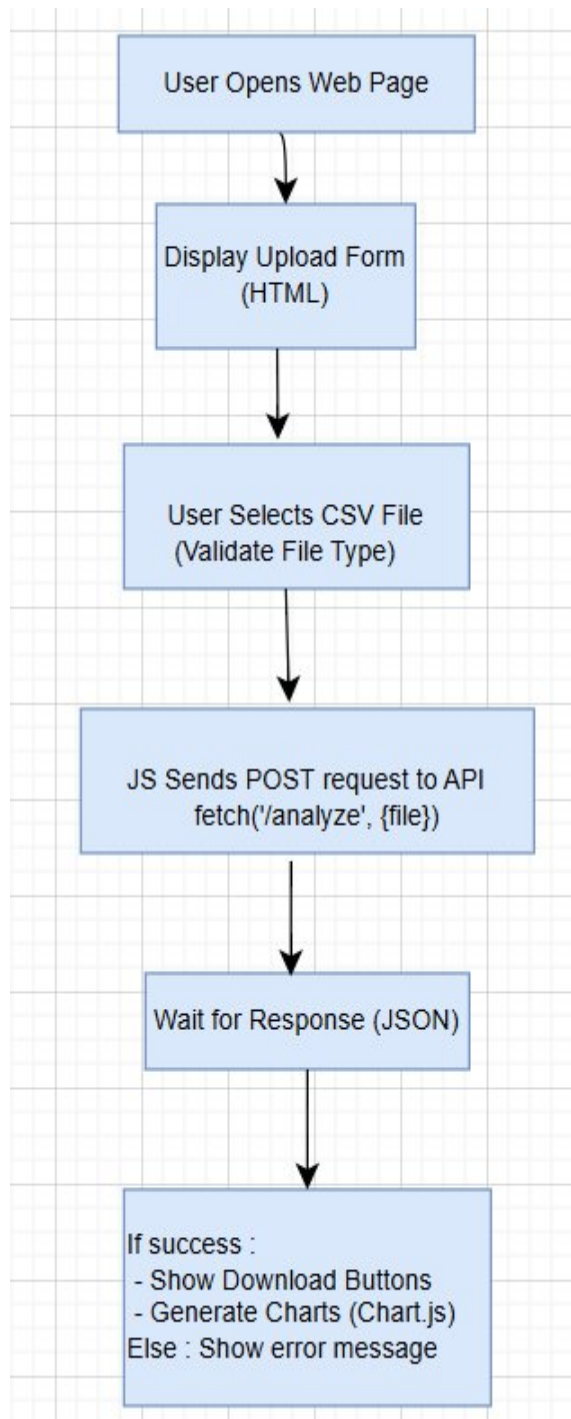 User Opens Web Page
Display Upload Form
(HTML)
User Selects CSV File
(Validate File Type)
JS Sends POST request to API
fetch('/analyze', {file})
Wait for Response (JSON)
If success :
- Show Download Buttons
- Generate Charts (Chart.js)
Else : Show error message